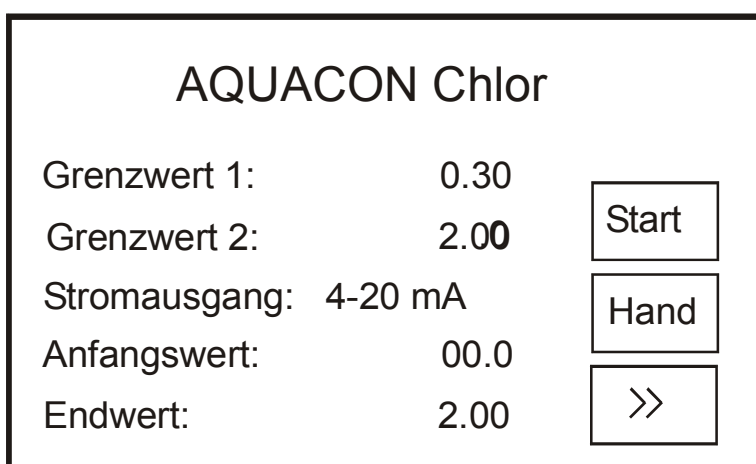 AQUACON Chlor
Grenzwert 1: 0.30
Grenzwert 2: 2.00
Stromausgang: 4-20 mA
Anfangswert: 00.0
Endwert: 2.00
Start
Hand
>>